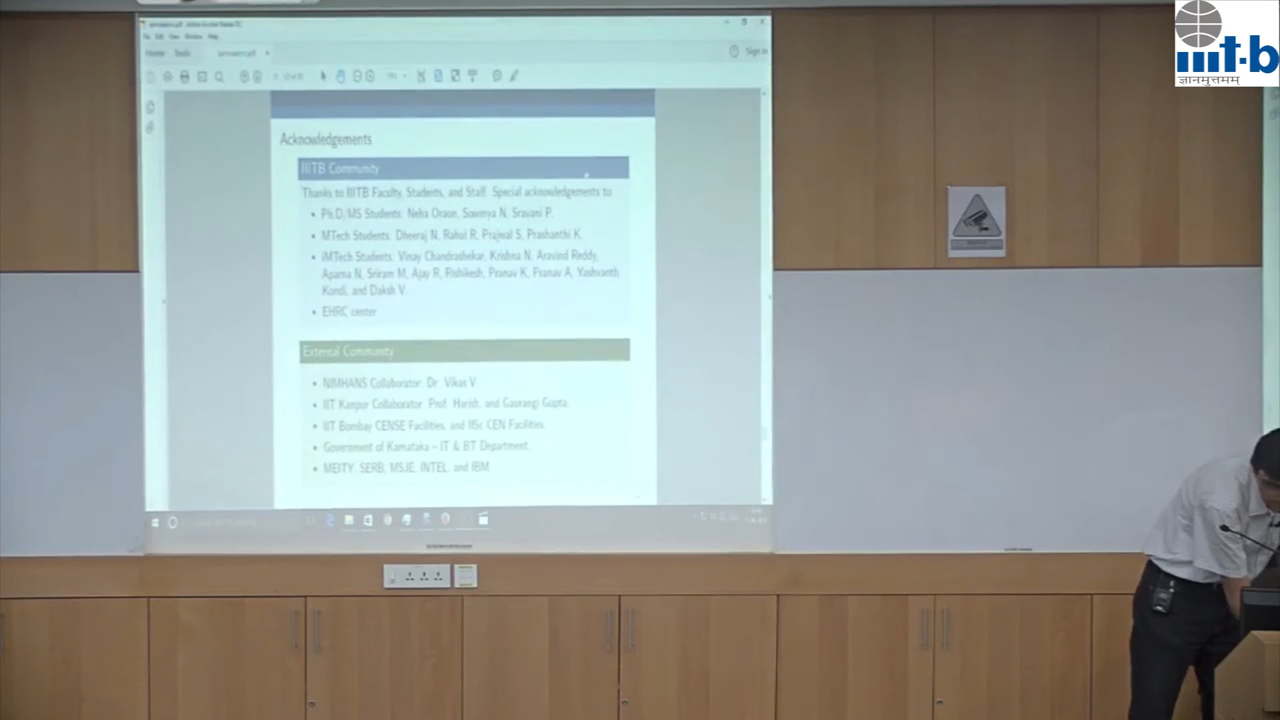 iiit-b
ज्ञानमुत्तमम्
Sign In
Acknowledgements
IIITB Community
Thanks to IIITB Faculty, Students, and Staff. Special acknowledgements to
Ph.D/MS Students: Neha Oraon, Sowmya N, Sravani P.
MTech Students: Dheeraj N, Rahul R, Prajwal S, Prashanthi K.
iMTech Students: Vinay Chandrashekar, Krishna N, Aravind Reddy,
Aparna N, Sriram M, Ajay R, Rishikesh, Pranav K, Pranav A, Yashvanth
Kondi, and Daksh V.
EHRC center
External Community
NIMHANS Collaborator: Dr. Vikas V
IIT Kanpur Collaborator: Prof. Harish, and Gaurangi Gupta.
IIT Bombay CENSE Facilities, and IISc CEN Facilities.
Government of Karnataka – IT & BT Department.
MEITY, SERB, MSJE, INTEL, and IBM